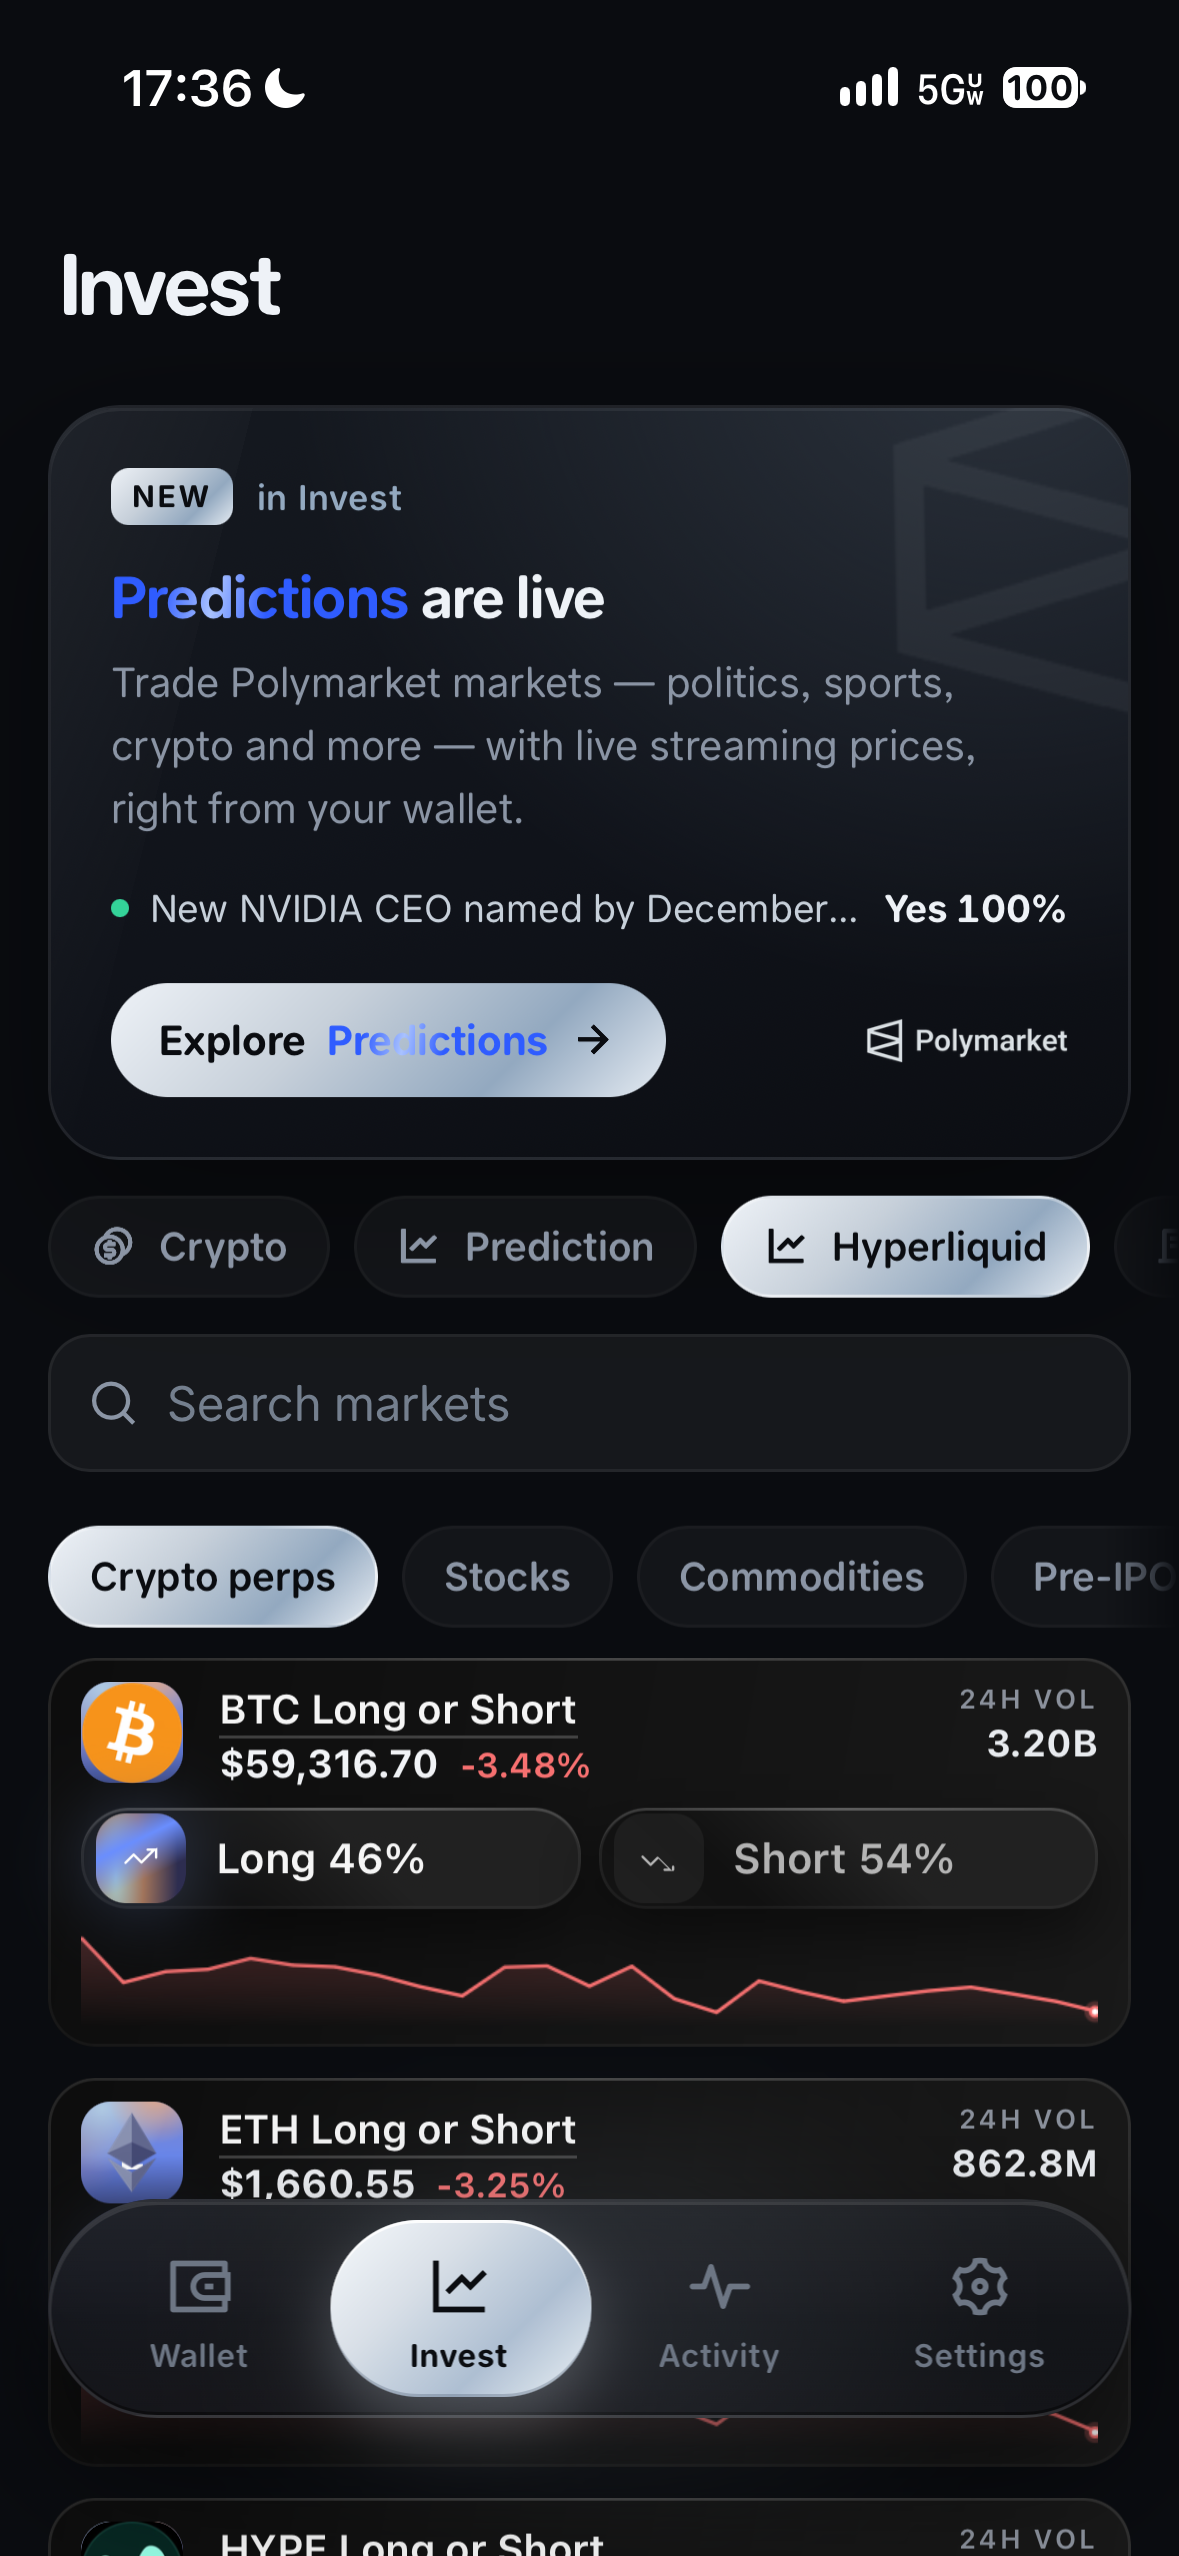 17:36
5G UW 100
Invest
NEW in Invest
Predictions are live
Trade Polymarket markets — politics, sports,
crypto and more — with live streaming prices,
right from your wallet.
New NVIDIA CEO named by December... Yes 100%
Explore Predictions → Polymarket
Crypto Prediction Hyperliquid
Search markets
Crypto perps Stocks Commodities Pre-IPO
BTC Long or Short 24H VOL
$59,316.70 -3.48% 3.20B
Long 46% Short 54%
ETH Long or Short 24H VOL
$1,660.55 -3.25% 862.8M
Wallet Invest Activity Settings
HYPE Long or Short 24H VOL